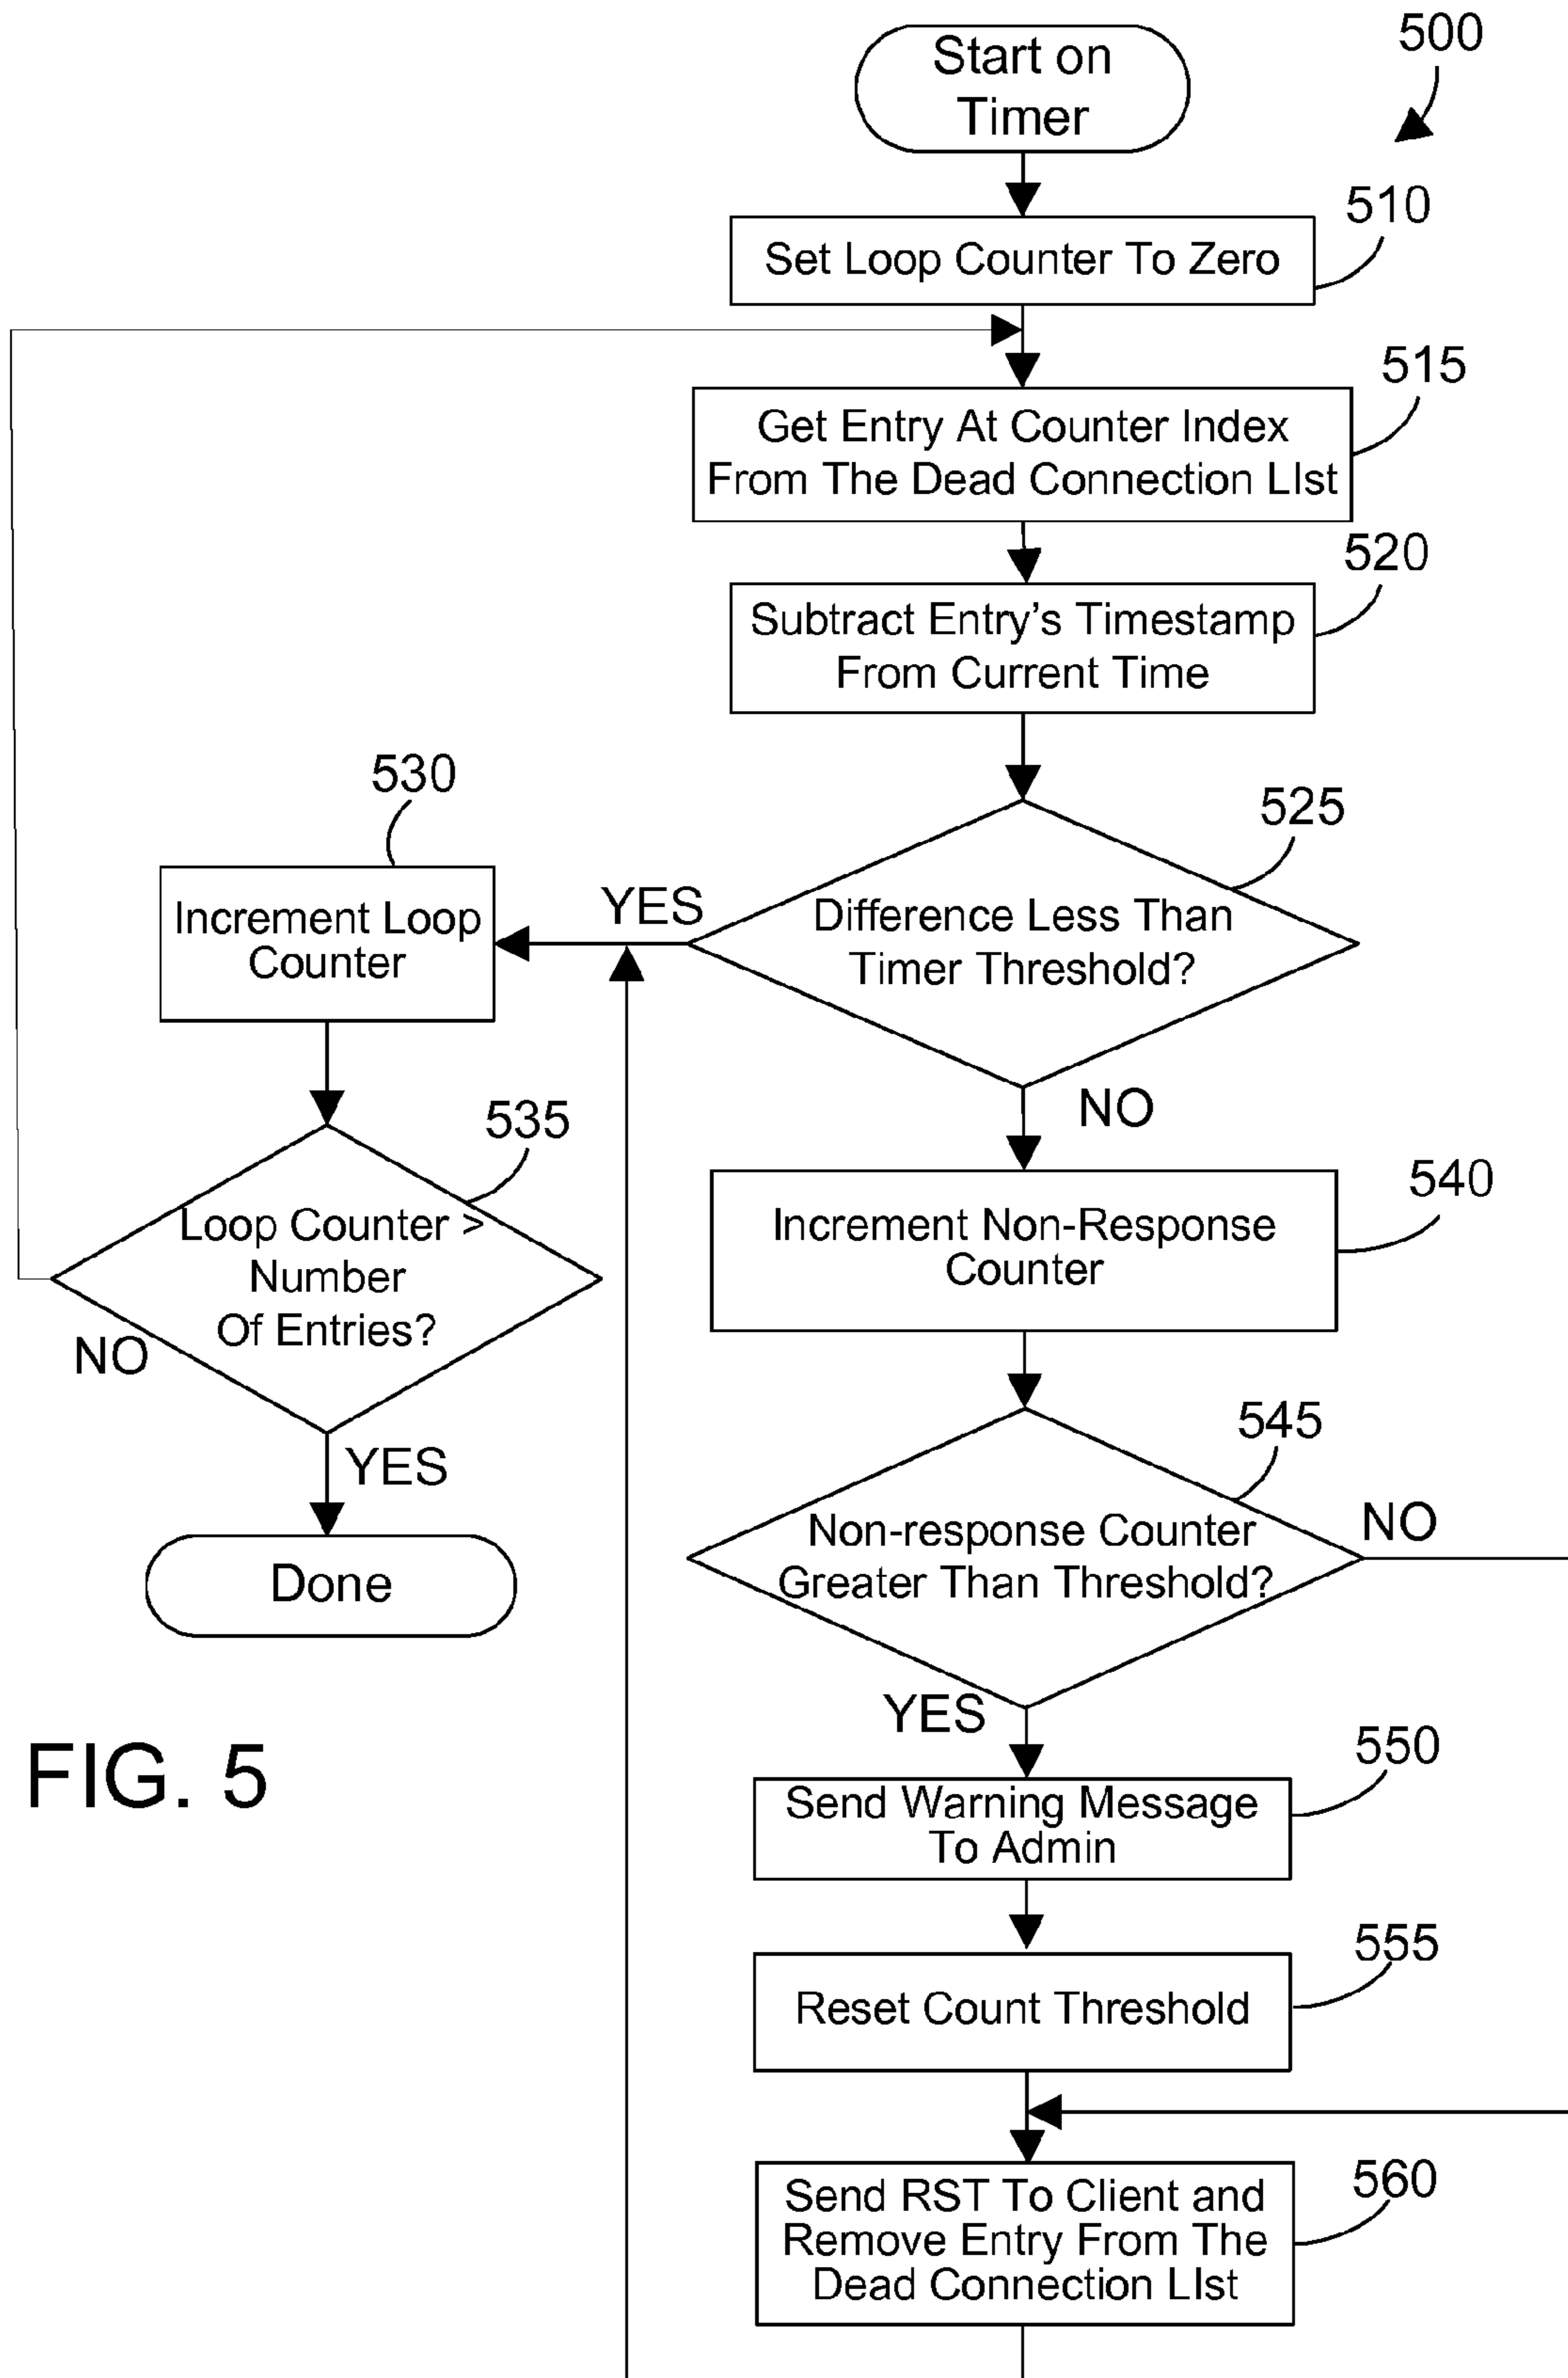 500
Start on
Timer
510
Set Loop Counter To Zero
515
Get Entry At Counter Index
From The Dead Connection LIst
520
Subtract Entry's Timestamp
From Current Time
530
525
Increment Loop
Counter
YES
Difference Less Than
Timer Threshold?
NO
535
Loop Counter >
Number
Of Entries?
NO
YES
Done
540
Increment Non-Response
Counter
545
Non-response Counter
Greater Than Threshold?
NO
YES
550
Send Warning Message
To Admin
555
Reset Count Threshold
560
Send RST To Client and
Remove Entry From The
Dead Connection LIst
FIG. 5